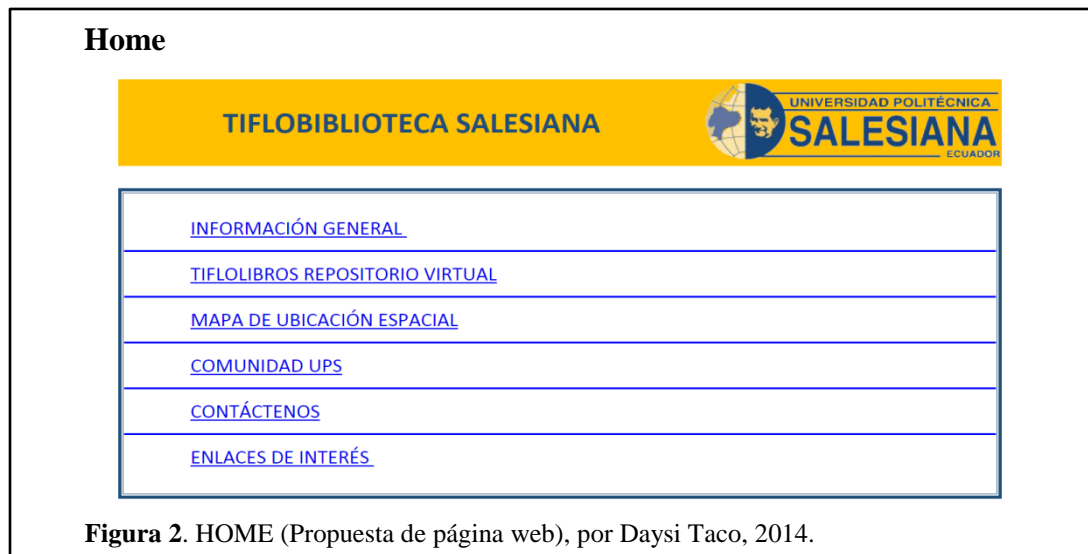 Home
TIFLOBIBLIOTECA SALESIANA
UNIVERSIDAD POLITÉCNICA
SALESIANA
ECUADOR
INFORMACIÓN GENERAL
TIFLOLIBROS REPOSITORIO VIRTUAL
MAPA DE UBICACIÓN ESPACIAL
COMUNIDAD UPS
CONTÁCTENOS
ENLACES DE INTERÉS
Figura 2. HOME (Propuesta de página web), por Daysi Taco, 2014.